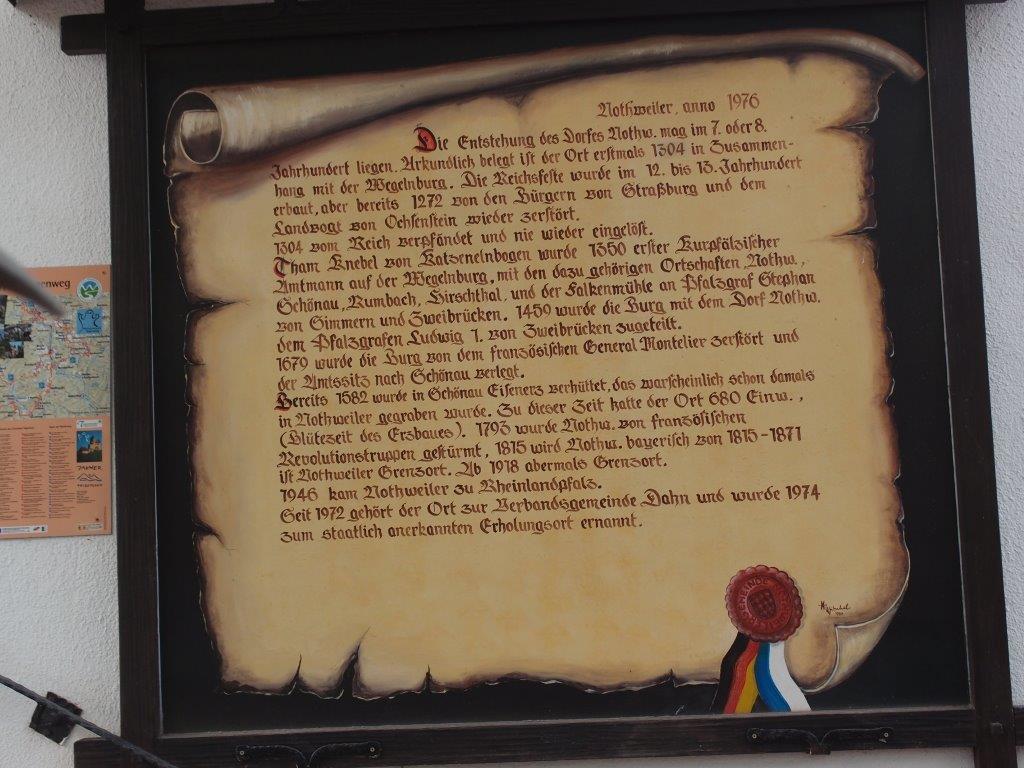 Nothweiler, anno 1976
Die Entstehung des Dorfes Nothw. mag im 7. oder 8.
Jahrhundert liegen. Urkundlich belegt ist der Ort erstmals 1304 in Zusammen-
hang mit der Wegelnburg. Die Reichsfeste wurde im 12. bis 13. Jahrhundert
erbaut, aber bereits 1272 von den Bürgern von Straßburg und dem
Landvogt von Ochsenstein wieder zerstört.
1304 vom Reich verpfändet und nie wieder eingelöst.
Tham Knebel von Katzenelnbogen wurde 1350 erster Kurpfälzischer
Amtmann auf der Wegelnburg, mit den dazu gehörigen Ortschaften, Nothw.,
Schönau, Rumbach, Hirschthal, und der Falkenmühle an Pfalzgraf Stephan
von Simmern und Zweibrücken. 1459 wurde die Burg mit dem Dorf Nothw.
dem Pfalzgrafen Ludwig 1. von Zweibrücken zugeteilt.
1679 wurde die Burg von dem französischen General Montelier zerstört und
der Amtssitz nach Schönau verlegt.
Bereits 1582 wurde in Schönau Eisenerz verhüttet, das warscheinlich schon damals
in Nothweiler gegraben wurde. Zu dieser Zeit hatte der Ort 680 Einw.,
(Blütezeit des Erzbaues). 1793 wurde Nothw. von französischen
Revolutionstruppen gestürmt, 1815 wird Nothw. bayerisch von 1815-1871
ist Nothweiler Grenzort. Ab 1918 abermals Grenzort.
1946 kam Nothweiler zu Rheinlandpfalz.
Seit 1972 gehört der Ort zur Verbandsgemeinde Dahn und wurde 1974
zum staatlich anerkannten Erholungsort ernannt.